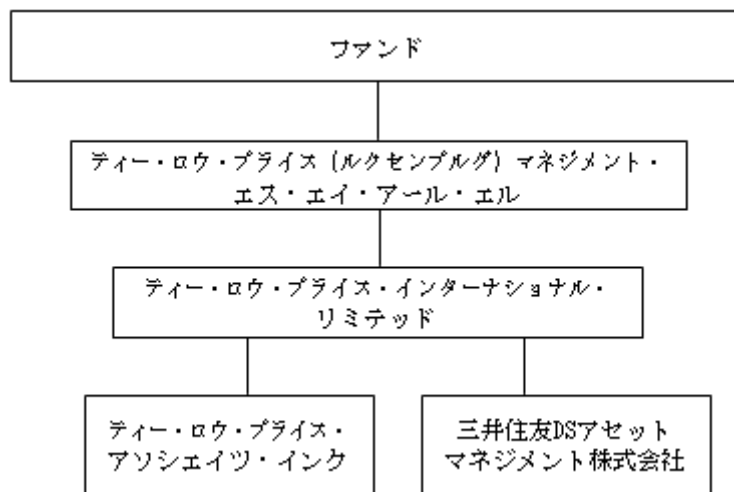 ファンド
ティー・ロウ・プライス (ルクセンブルグ) マネジメント・
エス・エイ・アール・エル
ティー・ロウ・プライス・インターナショナル・
リミテッド
ティー・ロウ・プライス・
アソシェイツ・インク
三井住友DSアセット
マネジメント株式会社